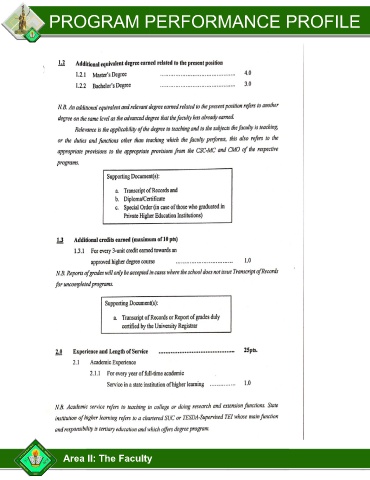 PROGRAM PERFORMANCE PROFILE
1.2 Additional equivalent degree earned related to the present position
1.2.1 Master's Degree ........................................ 4.0
1.2.2 Bachelor's Degree ........................................ 3.0
N.B. An additional equivalent and relevant degree earned related to the present position refers to another
degree on the same level as the advanced degree that the faculty has already earned.
Relevance is the applicability of the degree to teaching and to the subjects the faculty is teaching,
or the duties and functions other than teaching which the faculty performs, this also refers to the
appropriate provisions to the appropriate provisions from the CSC-MC and CMO of the respective
programs.
Supporting Document(s):
a. Transcript of Records and
b. Diploma/Certificate
c. Special Order (in case of those who graduated in
Private Higher Education Institutions)
1.3 Additional credits earned (maximum of 10 pts)
1.3.1 For every 3-unit credit earned towards an
approved higher degree course ............................. 1.0
N.B. Reports of grades will only be accepted in cases where the school does not issue Transcript of Records
for uncompleted programs.
Supporting Document(s):
a. Transcript of Records or Report of grades duly
certified by the University Registrar
2.0 Experience and Length of Service ........................................ 25pts.
2.1 Academic Experience
2.1.1 For every year of full-time academic
Service in a state institution of higher learning ............... 1.0
N.B. Academic service refers to teaching in college or doing research and extension functions. State
institution of higher learning refers to a chartered SUC or TESDA-Supervised TEI whose main function
and responsibility is tertiary education and which offers degree program.
Area II: The Faculty